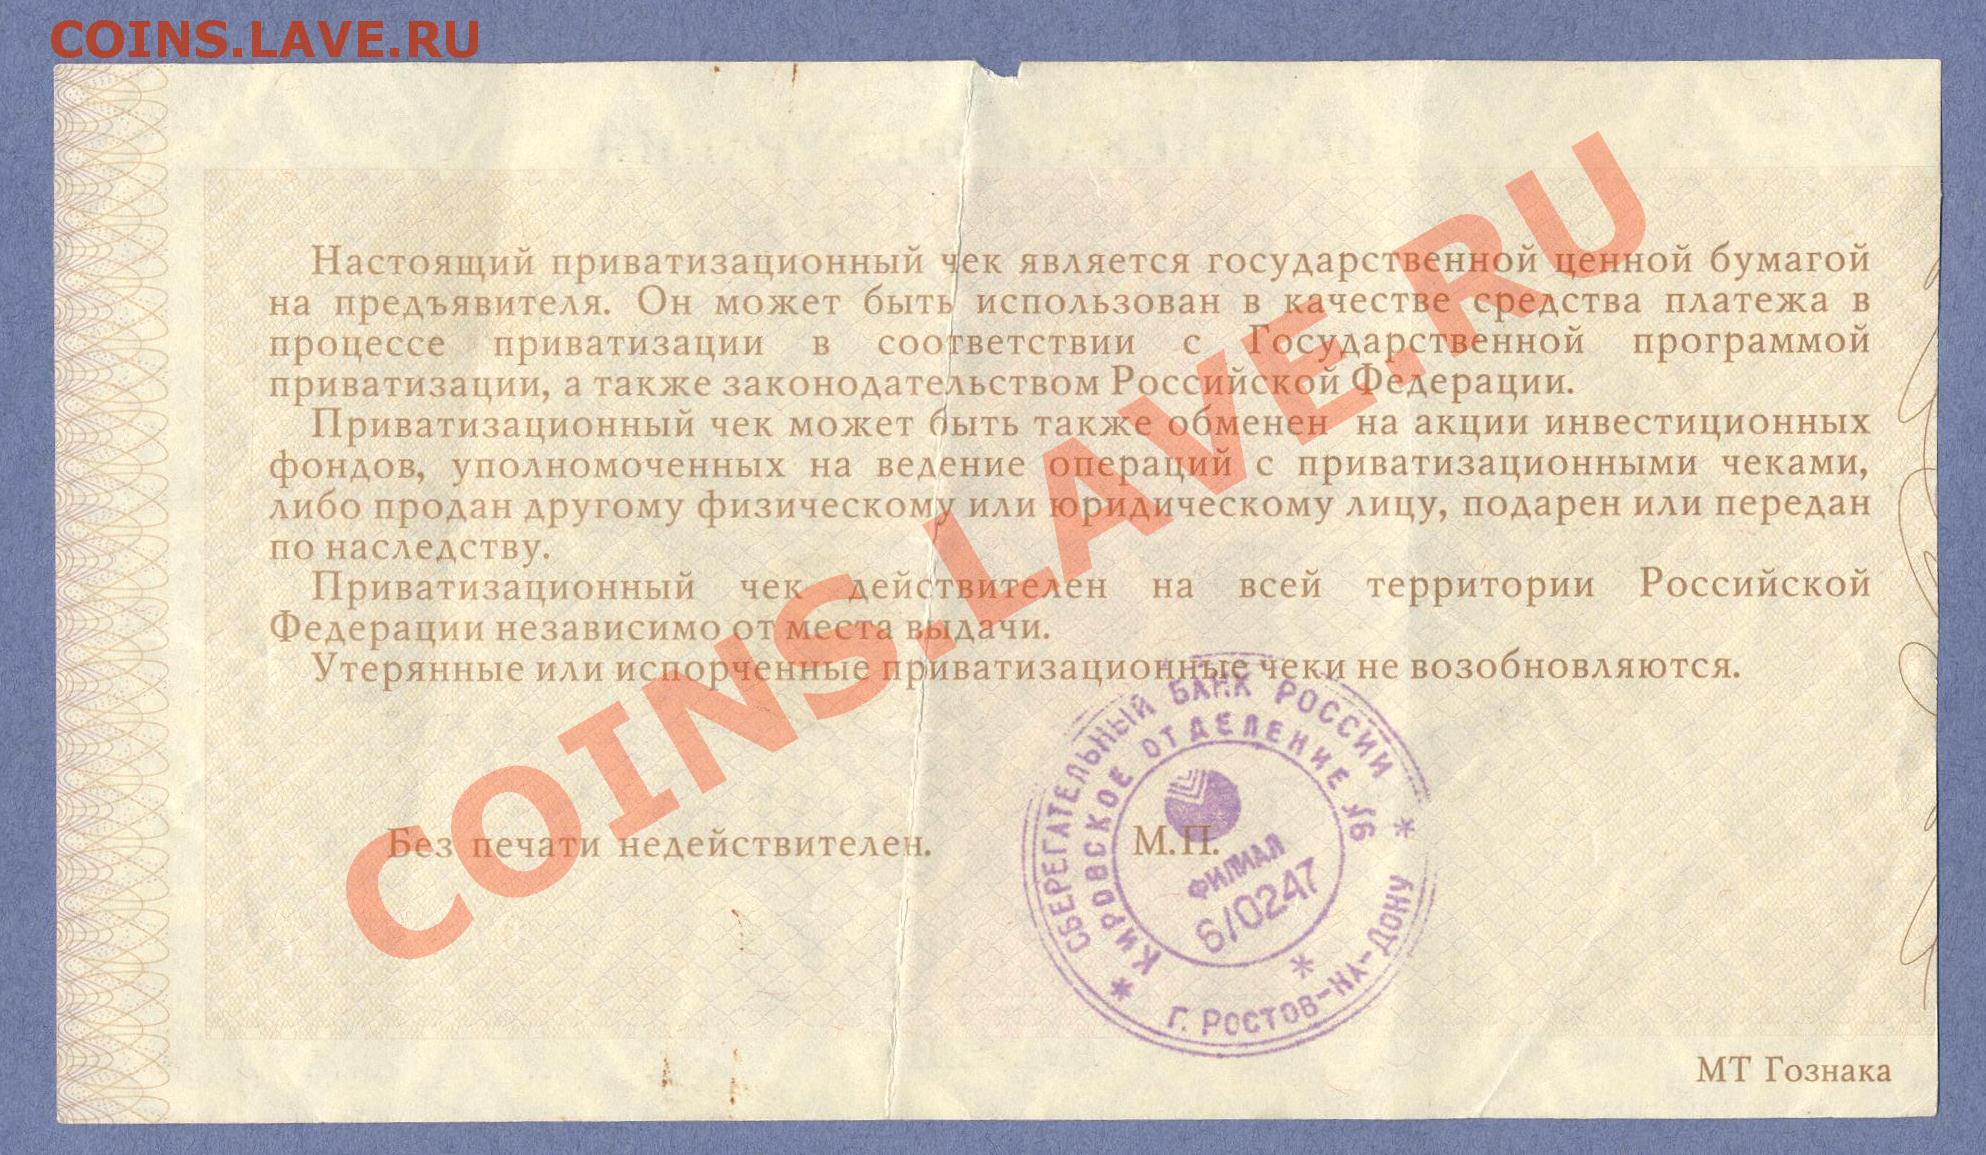 COINS.LAVE.RU
Настоящий приватизационный чек является государственной ценной бумагой
на предъявителя. Он может быть использован в качестве средства платежа в
процессе приватизации в соответствии с Государственной программой
приватизации, а также законодательством Российской Федерации.
Приватизационный чек может быть также обменен на акции инвестиционных
фондов, уполномоченных на ведение операций с приватизационными чеками,
либо продан другому физическому или юридическому лицу, подарен или передан
по наследству.
Приватизационный чек действителен на всей территории Российской
Федерации независимо от места выдачи.
Утерянные или испорченные приватизационные чеки не возобновляются.
COINS.LAVE.RU
Без печати недействителен. М.П.
* СБЕРЕГАТЕЛЬНЫЙ БАНК РОССИИ *
КИРОВСКОЕ ОТДЕЛЕНИЕ №6
ФИЛИАЛ
6/0247
*
Г. РОСТОВ-НА-ДОНУ
МТ Гознака